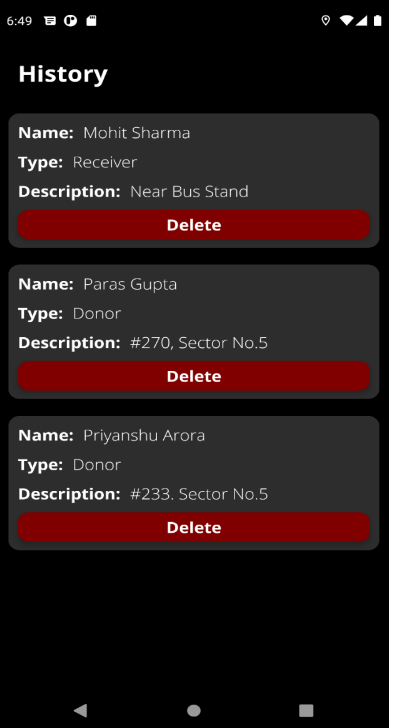 6:49
History
Name: Mohit Sharma
Type: Receiver
Description: Near Bus Stand
Delete
Name: Paras Gupta
Type: Donor
Description: #270, Sector No.5
Delete
Name: Priyanshu Arora
Type: Donor
Description: #233. Sector No.5
Delete